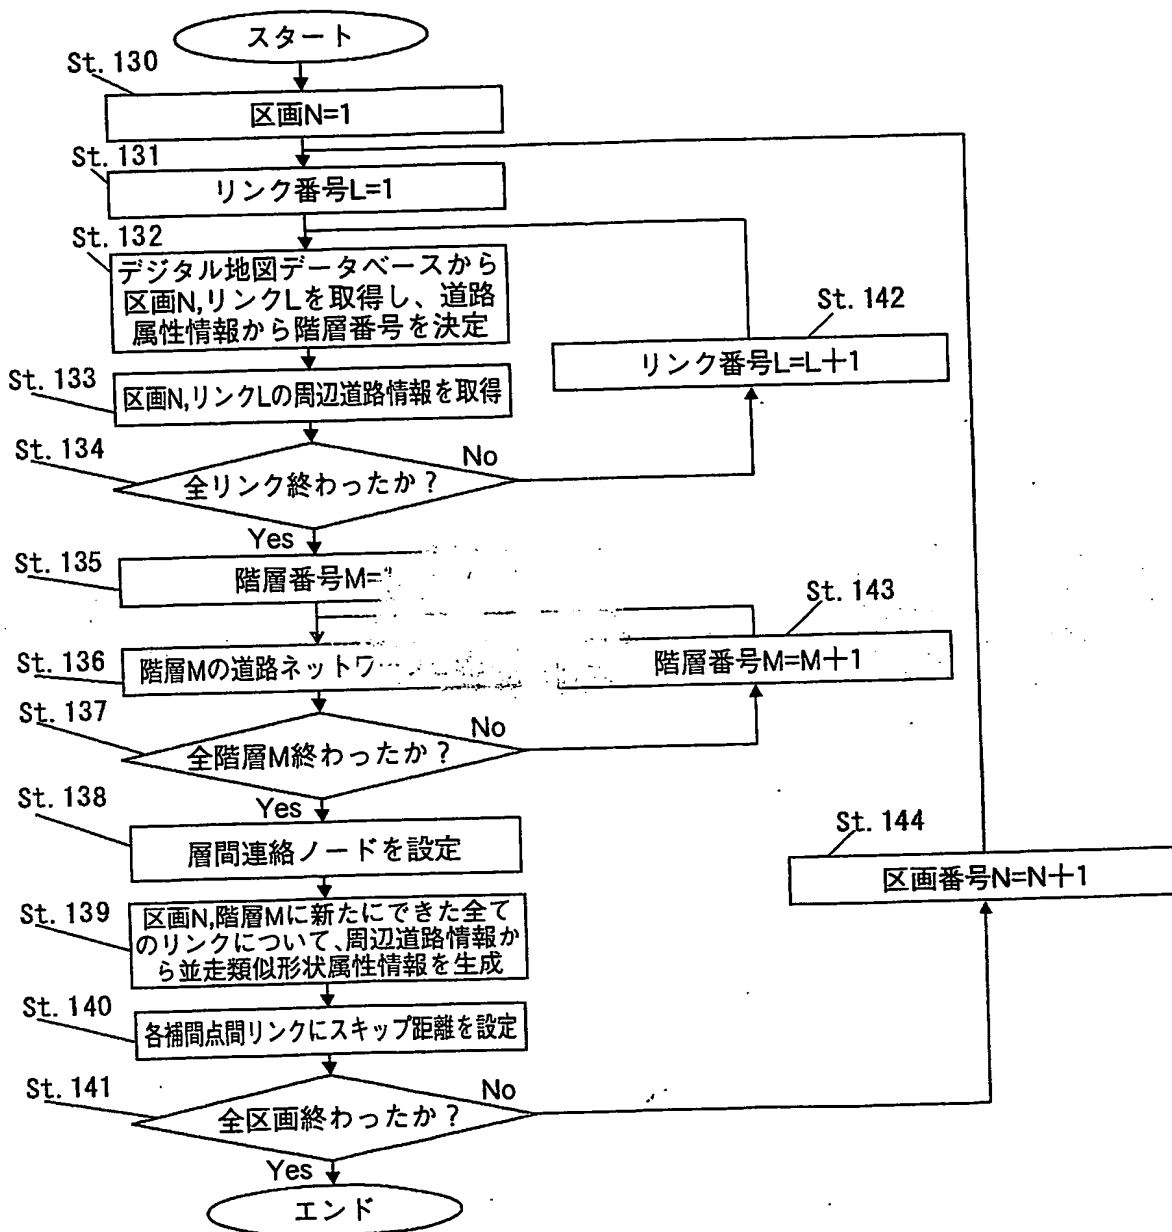 スタート
St. 130
区画N=1
St. 131
リンク番号L=1
St. 132
デジタル地図データベースから
区画N,リンクLを取得し、道路
属性情報から階層番号を決定
St. 142
リンク番号L=L＋1
St. 133
区画N,リンクLの周辺道路情報を取得
St. 134
全リンク終わったか？
No
Yes
St. 135
階層番号M=
St. 143
階層番号M=M＋1
St. 136
階層Mの道路ネットワ
St. 137
全階層M終わったか？
No
Yes
St. 138
層間連絡ノードを設定
St. 144
区画番号N=N＋1
St. 139
区画N,階層Mに新たにできた全て
のリンクについて、周辺道路情報か
ら並走類似形状属性情報を生成
St. 140
各補間点間リンクにスキップ距離を設定
St. 141
全区画終わったか？
No
Yes
エンド